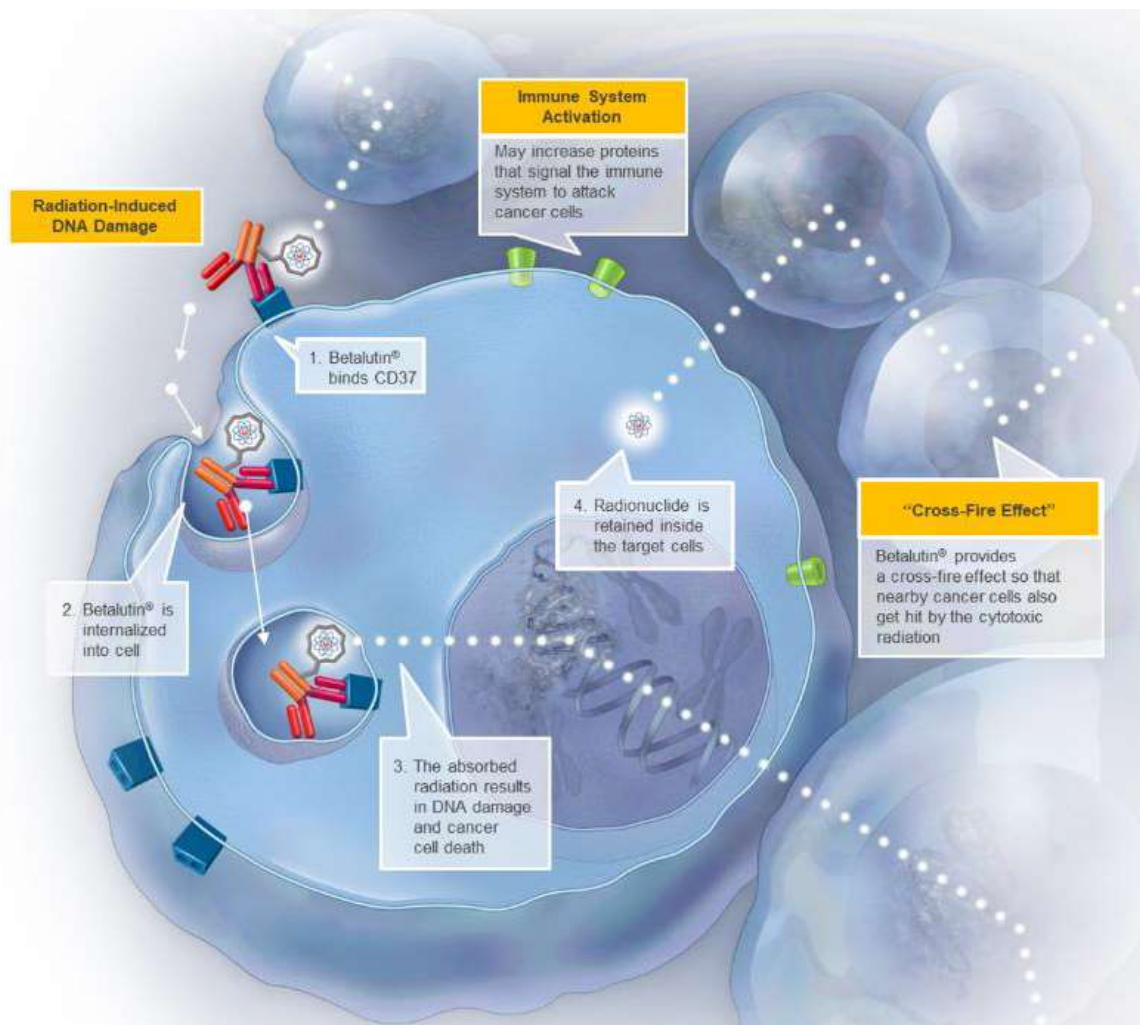 Immune System
Activation
May increase proteins
that signal the immune
system to attack
cancer cells
Radiation-Induced
DNA Damage
1. Betalutin®
binds CD37
2. Betalutin® is
internalized
into cell
3. The absorbed
radiation results
in DNA damage
and cancer
cell death
4. Radionuclide is
retained inside
the target cells
“Cross-Fire Effect”
Betalutin® provides
a cross-fire effect so that
nearby cancer cells also
get hit by the cytotoxic
radiation